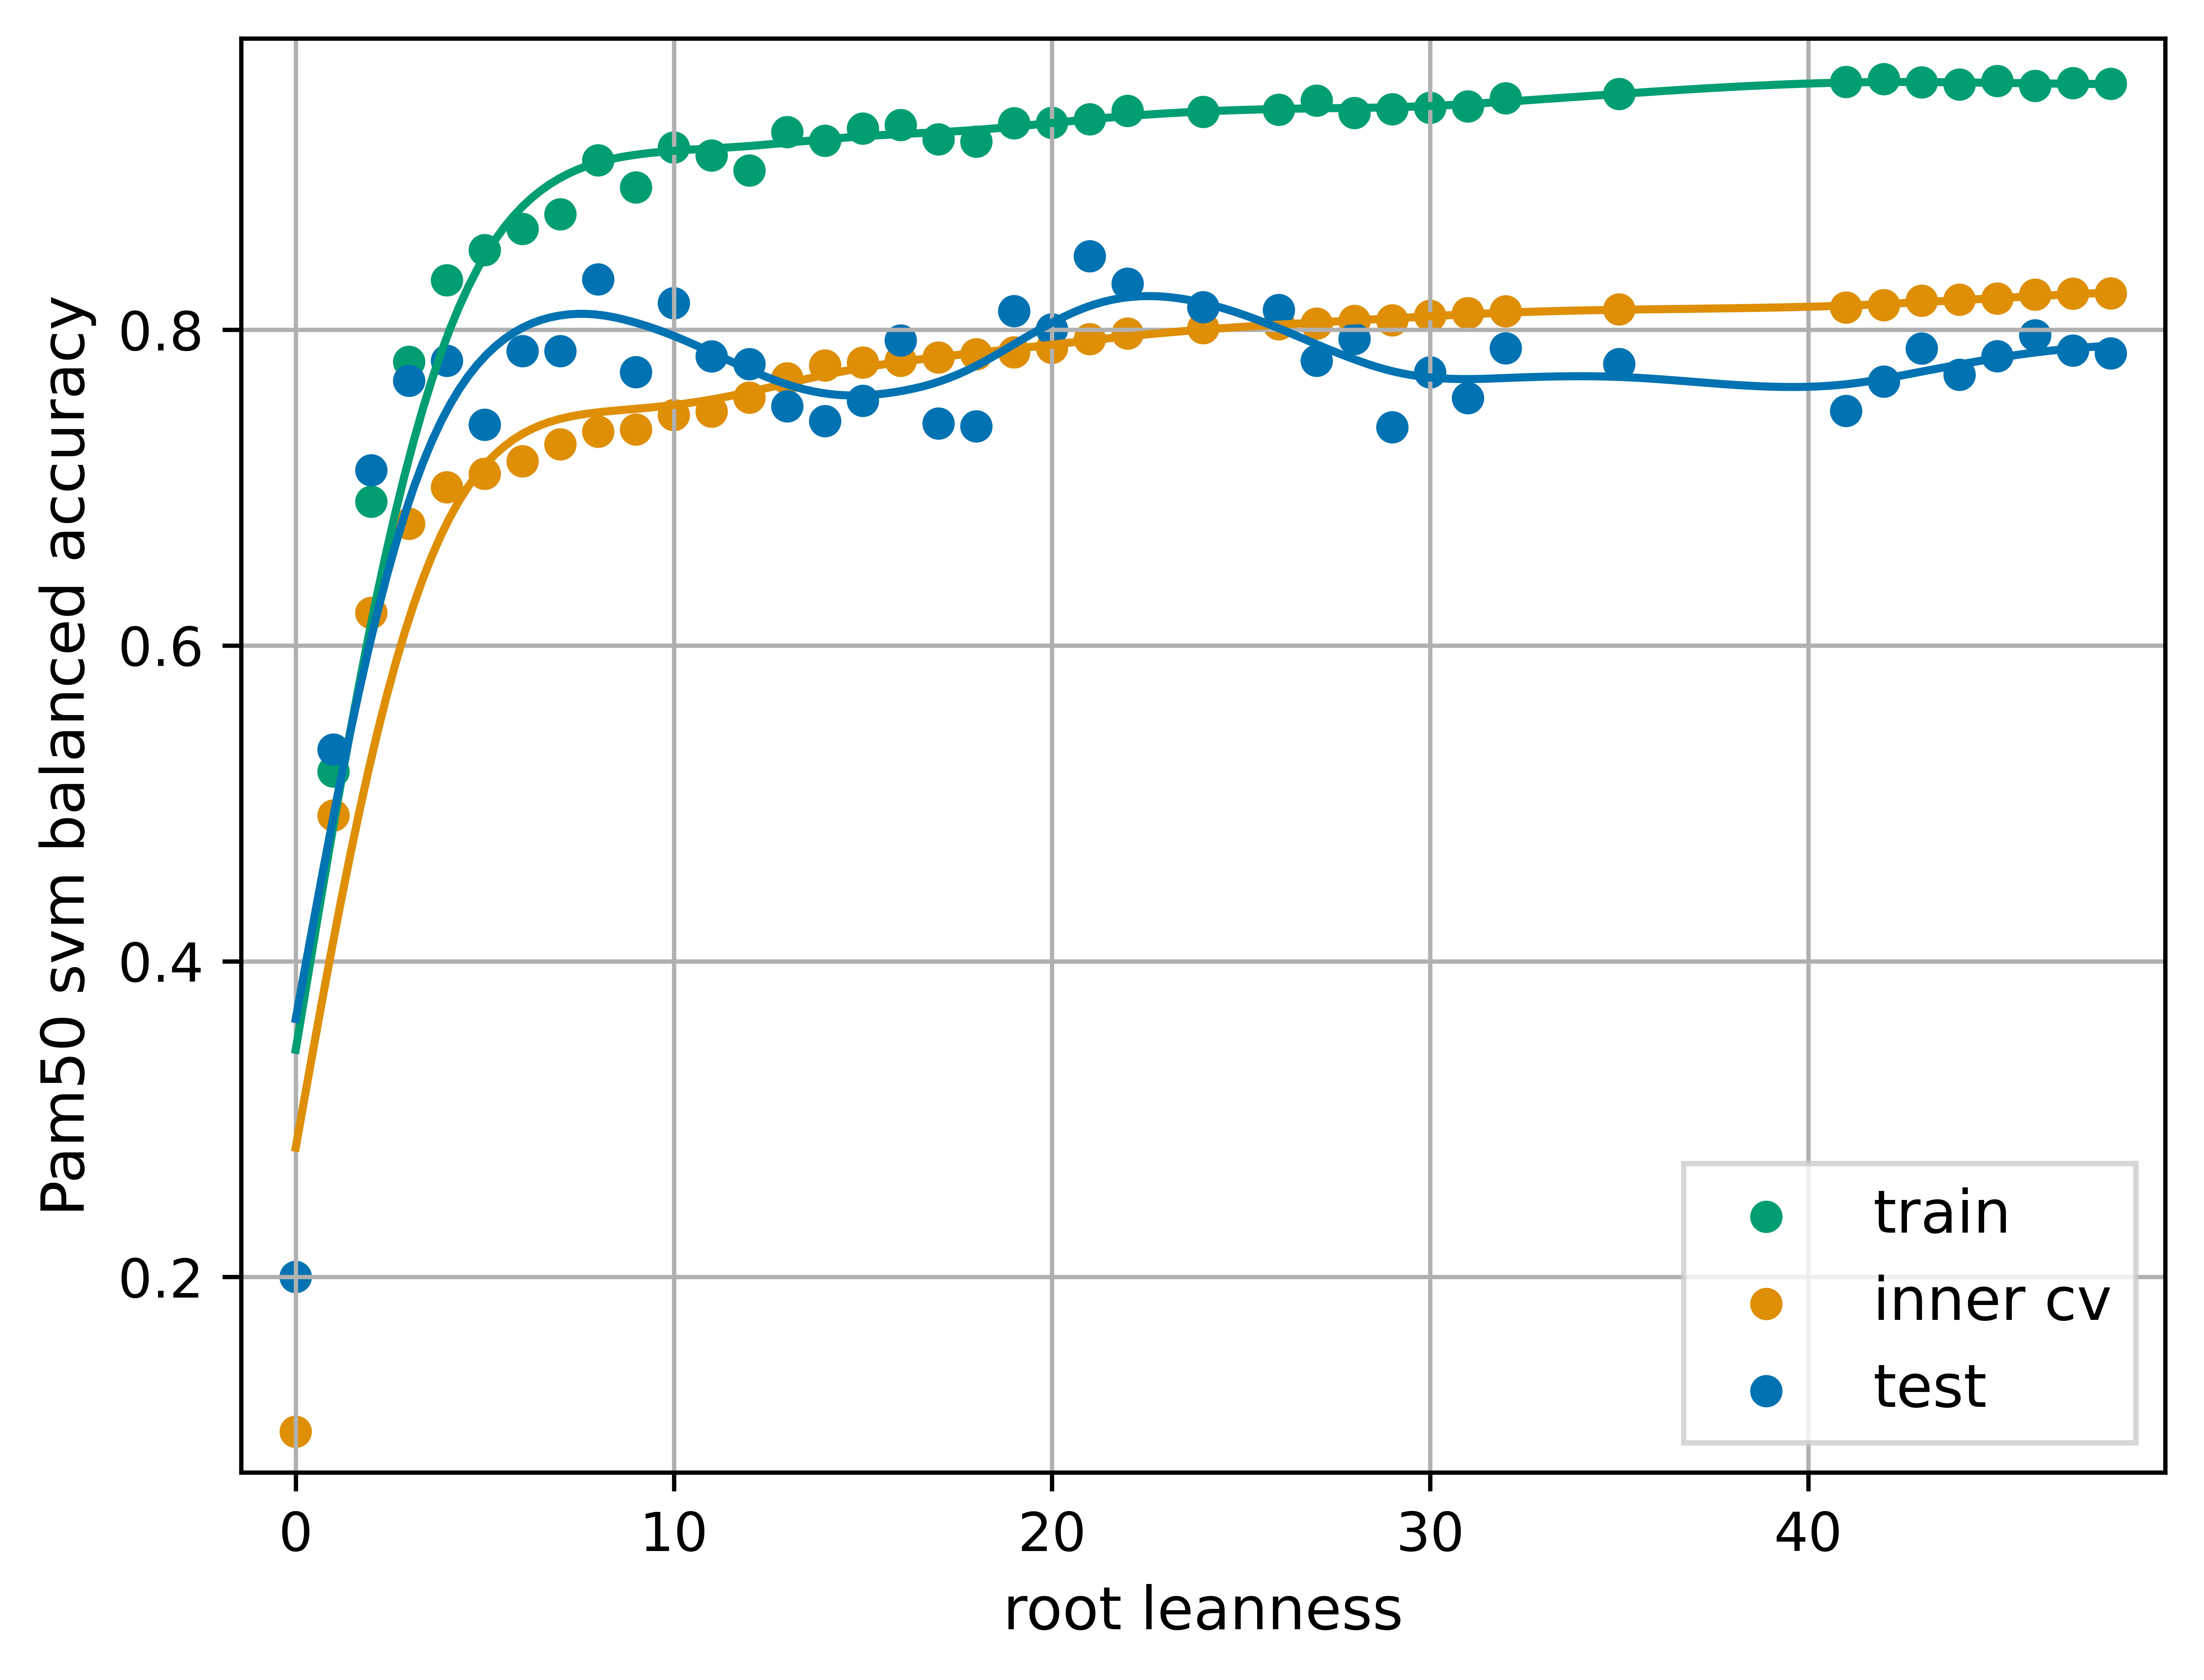 Pam50 svm balanced accuracy
0.8
0.6
0.4
0.2
0 10 20 30 40
root leanness
train
inner cv
test